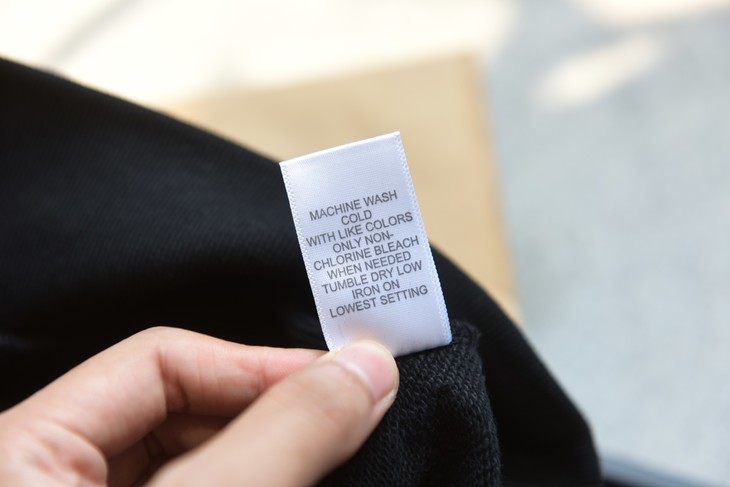 MACHINE WASH
COLD
WITH LIKE COLORS
ONLY NON-
CHLORINE BLEACH
WHEN NEEDED
TUMBLE DRY LOW
IRON ON
LOWEST SETTING